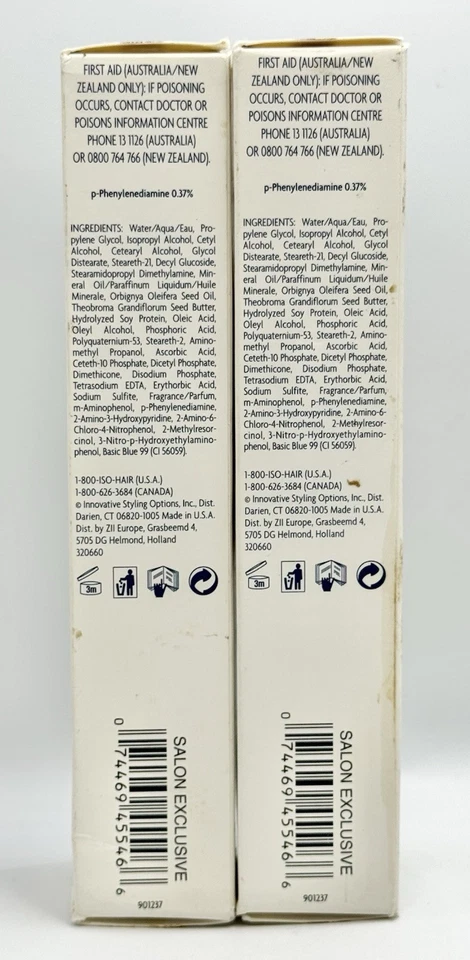 FIRST AID (AUSTRALIA/NEW
ZEALAND ONLY): IF POISONING
OCCURS, CONTACT DOCTOR OR
POISONS INFORMATION CENTRE
PHONE 13 1126 (AUSTRALIA)
OR 0800 764 766 (NEW ZEALAND).
p-Phenylenediamine 0.37%
INGREDIENTS: Water/Aqua/Eau, Pro-
pylene Glycol, Isopropyl Alcohol, Cetyl
Alcohol, Cetearyl Alcohol, Glycol
Distearate, Steareth-21, Decyl Glucoside,
Stearamidopropyl Dimethylamine, Min-
eral Oil/Paraffinum Liquidum/Huile
Minerale, Orbignya Oleifera Seed Oil,
Theobroma Grandiflorum Seed Butter,
Hydrolyzed Soy Protein, Oleic Acid,
Oleyl Alcohol, Phosphoric Acid,
Polyquaternium-53, Steareth-2, Amino-
methyl Propanol, Ascorbic Acid,
Ceteth-10 Phosphate, Dicetyl Phosphate,
Dimethicone, Disodium Phosphate,
Tetrasodium EDTA, Erythorbic Acid,
Sodium Sulfite, Fragrance/Parfum,
m-Aminophenol, p-Phenylenediamine,
2-Amino-3-Hydroxypyridine, 2-Amino-6-
Chloro-4-Nitrophenol, 2-Methylresor-
cinol, 3-Nitro-p-Hydroxyethylamino-
phenol, Basic Blue 99 (CI 56059).
1-800-ISO-HAIR (U.S.A.)
1-800-626-3684 (CANADA)
© Innovative Styling Options, Inc., Dist.
Darien, CT 06820-1005 Made in U.S.A.
Dist. by ZII Europe, Grasbeemd 4,
5705 DG Helmond, Holland
320660
3m
SALON EXCLUSIVE
0 74469 45546 6
901237
FIRST AID (AUSTRALIA/NEW
ZEALAND ONLY): IF POISONING
OCCURS, CONTACT DOCTOR OR
POISONS INFORMATION CENTRE
PHONE 13 1126 (AUSTRALIA)
OR 0800 764 766 (NEW ZEALAND).
p-Phenylenediamine 0.37%
INGREDIENTS: Water/Aqua/Eau, Pro-
pylene Glycol, Isopropyl Alcohol, Cetyl
Alcohol, Cetearyl Alcohol, Glycol
Distearate, Steareth-21, Decyl Glucoside,
Stearamidopropyl Dimethylamine, Min-
eral Oil/Paraffinum Liquidum/Huile
Minerale, Orbignya Oleifera Seed Oil,
Theobroma Grandiflorum Seed Butter,
Hydrolyzed Soy Protein, Oleic Acid,
Oleyl Alcohol, Phosphoric Acid,
Polyquaternium-53, Steareth-2, Amino-
methyl Propanol, Ascorbic Acid,
Ceteth-10 Phosphate, Dicetyl Phosphate,
Dimethicone, Disodium Phosphate,
Tetrasodium EDTA, Erythorbic Acid,
Sodium Sulfite, Fragrance/Parfum,
m-Aminophenol, p-Phenylenediamine,
2-Amino-3-Hydroxypyridine, 2-Amino-6-
Chloro-4-Nitrophenol, 2-Methylresor-
cinol, 3-Nitro-p-Hydroxyethylamino-
phenol, Basic Blue 99 (CI 56059).
1-800-ISO-HAIR (U.S.A.)
1-800-626-3684 (CANADA)
© Innovative Styling Options, Inc., Dist.
Darien, CT 06820-1005 Made in U.S.A.
Dist. by ZII Europe, Grasbeemd 4,
5705 DG Helmond, Holland
320660
3m
SALON EXCLUSIVE
0 74469 45546 6
901237